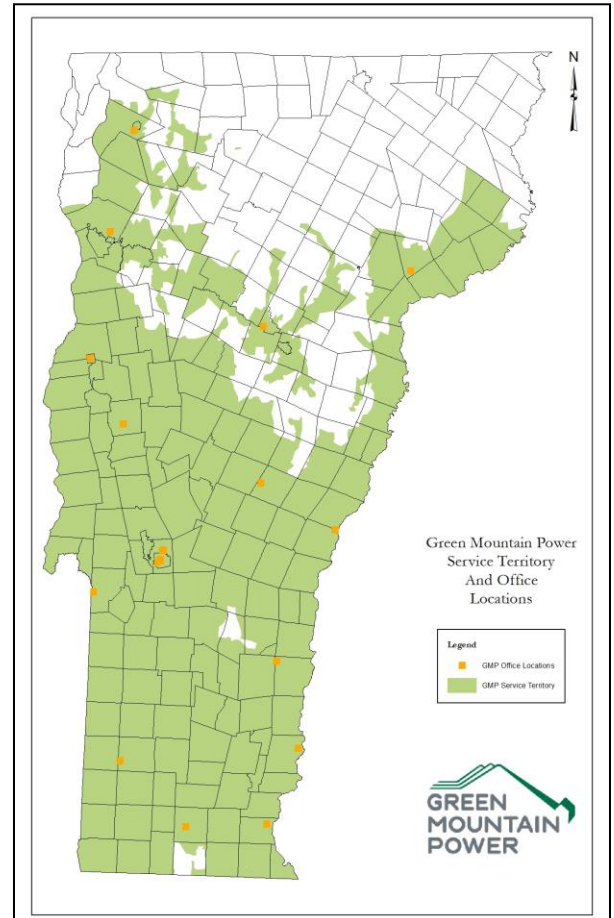 N
Green Mountain Power
Service Territory
And Office
Locations
Legend
GMP Office Locations
GMP Service Territory
GREEN
MOUNTAIN
POWER